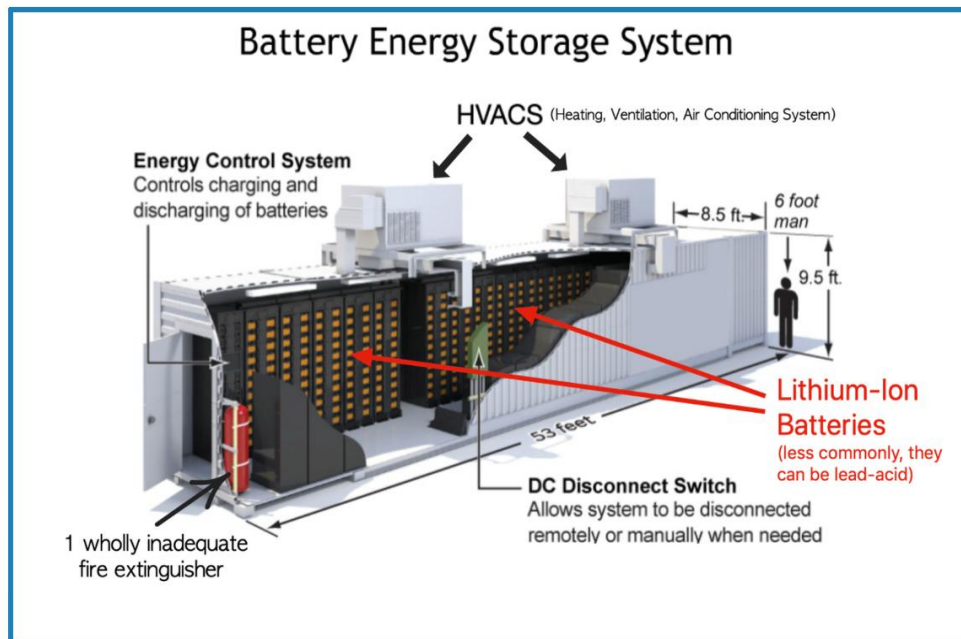 Battery Energy Storage System
HVACS (Heating, Ventilation, Air Conditioning System)
Energy Control System
Controls charging and
discharging of batteries
8.5 ft.
6 foot
man
9.5 ft.
Lithium-Ion
Batteries
(less commonly, they
can be lead-acid)
53 feet
DC Disconnect Switch
Allows system to be disconnected
remotely or manually when needed
1 wholly inadequate
fire extinguisher